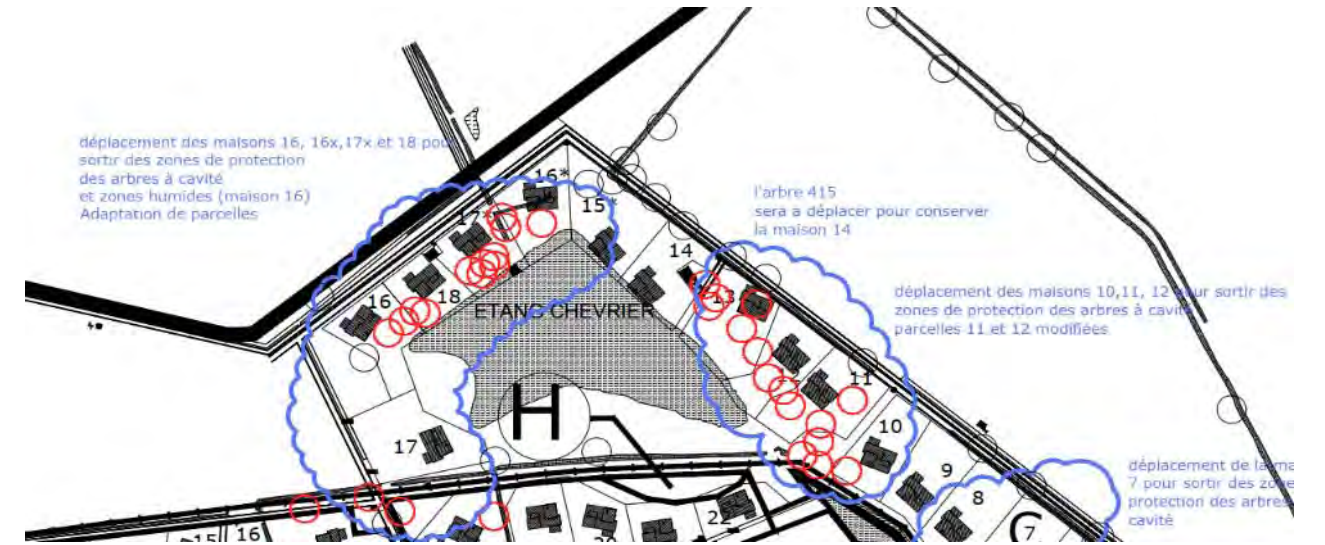 déplacement des maisons 16, 16x,17x et 18 pour
sortir des zones de protection
des arbres à cavité
et zones humides (maison 16)
Adaptation de parcelles
l'arbre 415
sera a déplacer pour conserver
la maison 14
déplacement des maisons 10,11, 12 pour sortir des
zones de protection des arbres à cavité
parcelles 11 et 12 modifiées
déplacement de la ma
7 pour sortir des zone
protection des arbres
cavité
16*
17*
15*
14
18
16
13
ETANG CHEVRIER
11
H
10
17
9
8
C
7
22
15
16